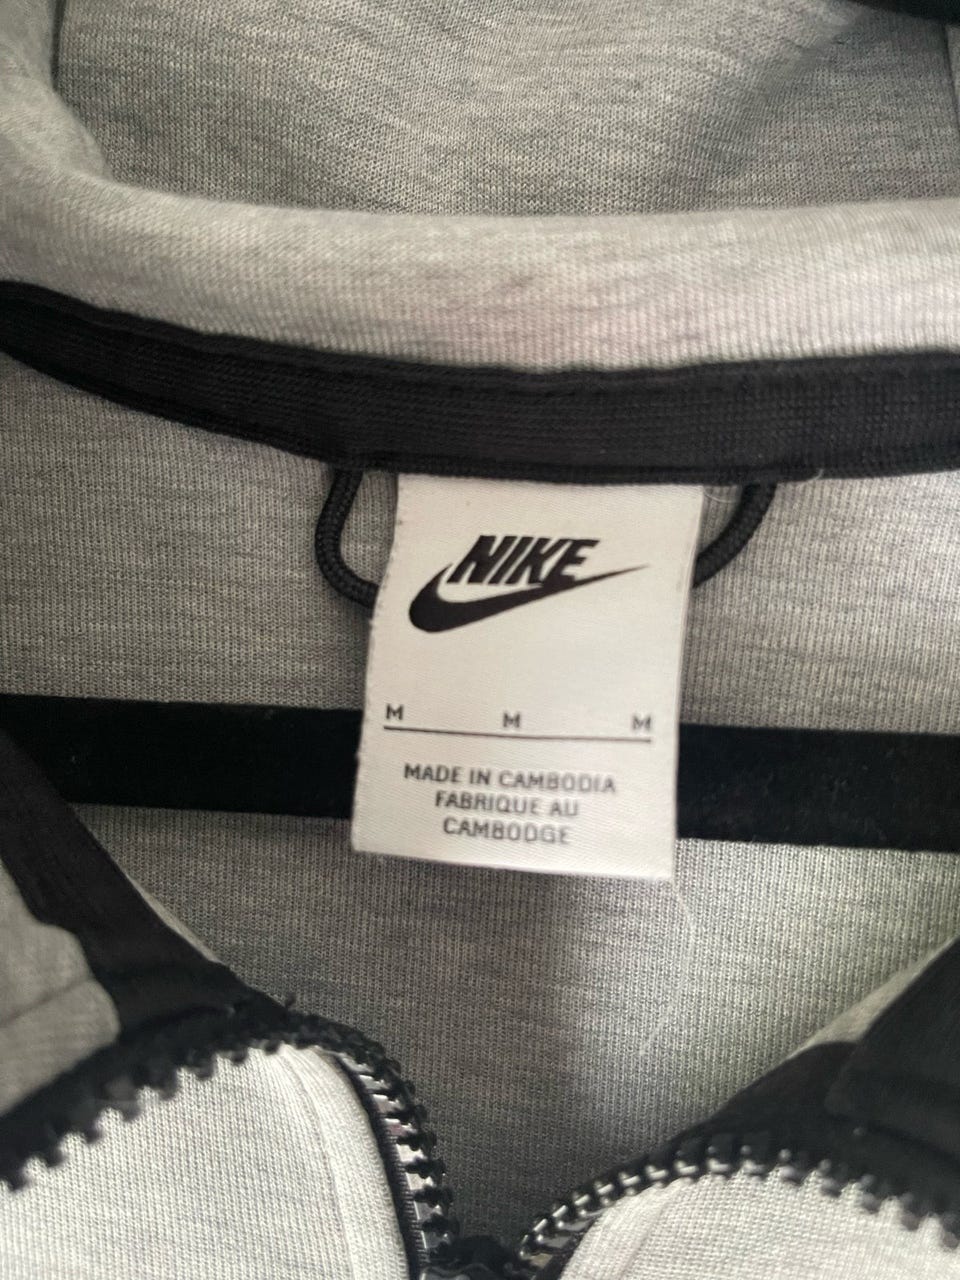 NIKE
M M M
MADE IN CAMBODIA
FABRIQUE AU
CAMBODGE